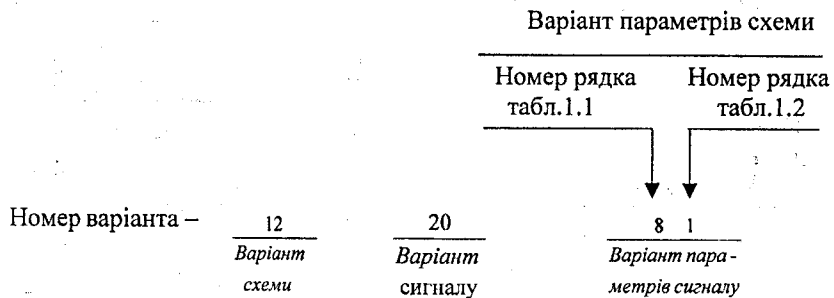 Варіант параметрів схеми
Номер рядка Номер рядка
табл.1.1 табл.1.2
Номер варіанта – 12 20 8 1
Варіант Варіант Варіант пара-
схеми сигналу метрів сигналу